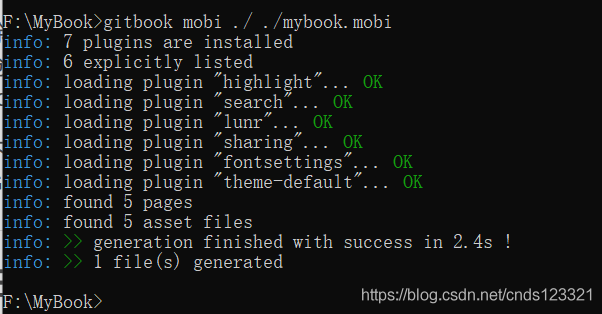 F:\MyBook>gitbook mobi ./ ./mybook.mobi
info: 7 plugins are installed
info: 6 explicitly listed
info: loading plugin "highlight"... OK
info: loading plugin "search"... OK
info: loading plugin "lunr"... OK
info: loading plugin "sharing"... OK
info: loading plugin "fontsettings"... OK
info: loading plugin "theme-default"... OK
info: found 5 pages
info: found 5 asset files
info: >> generation finished with success in 2.4s !
info: >> 1 file(s) generated
F:\MyBook>
https://blog.csdn.net/cnds123321